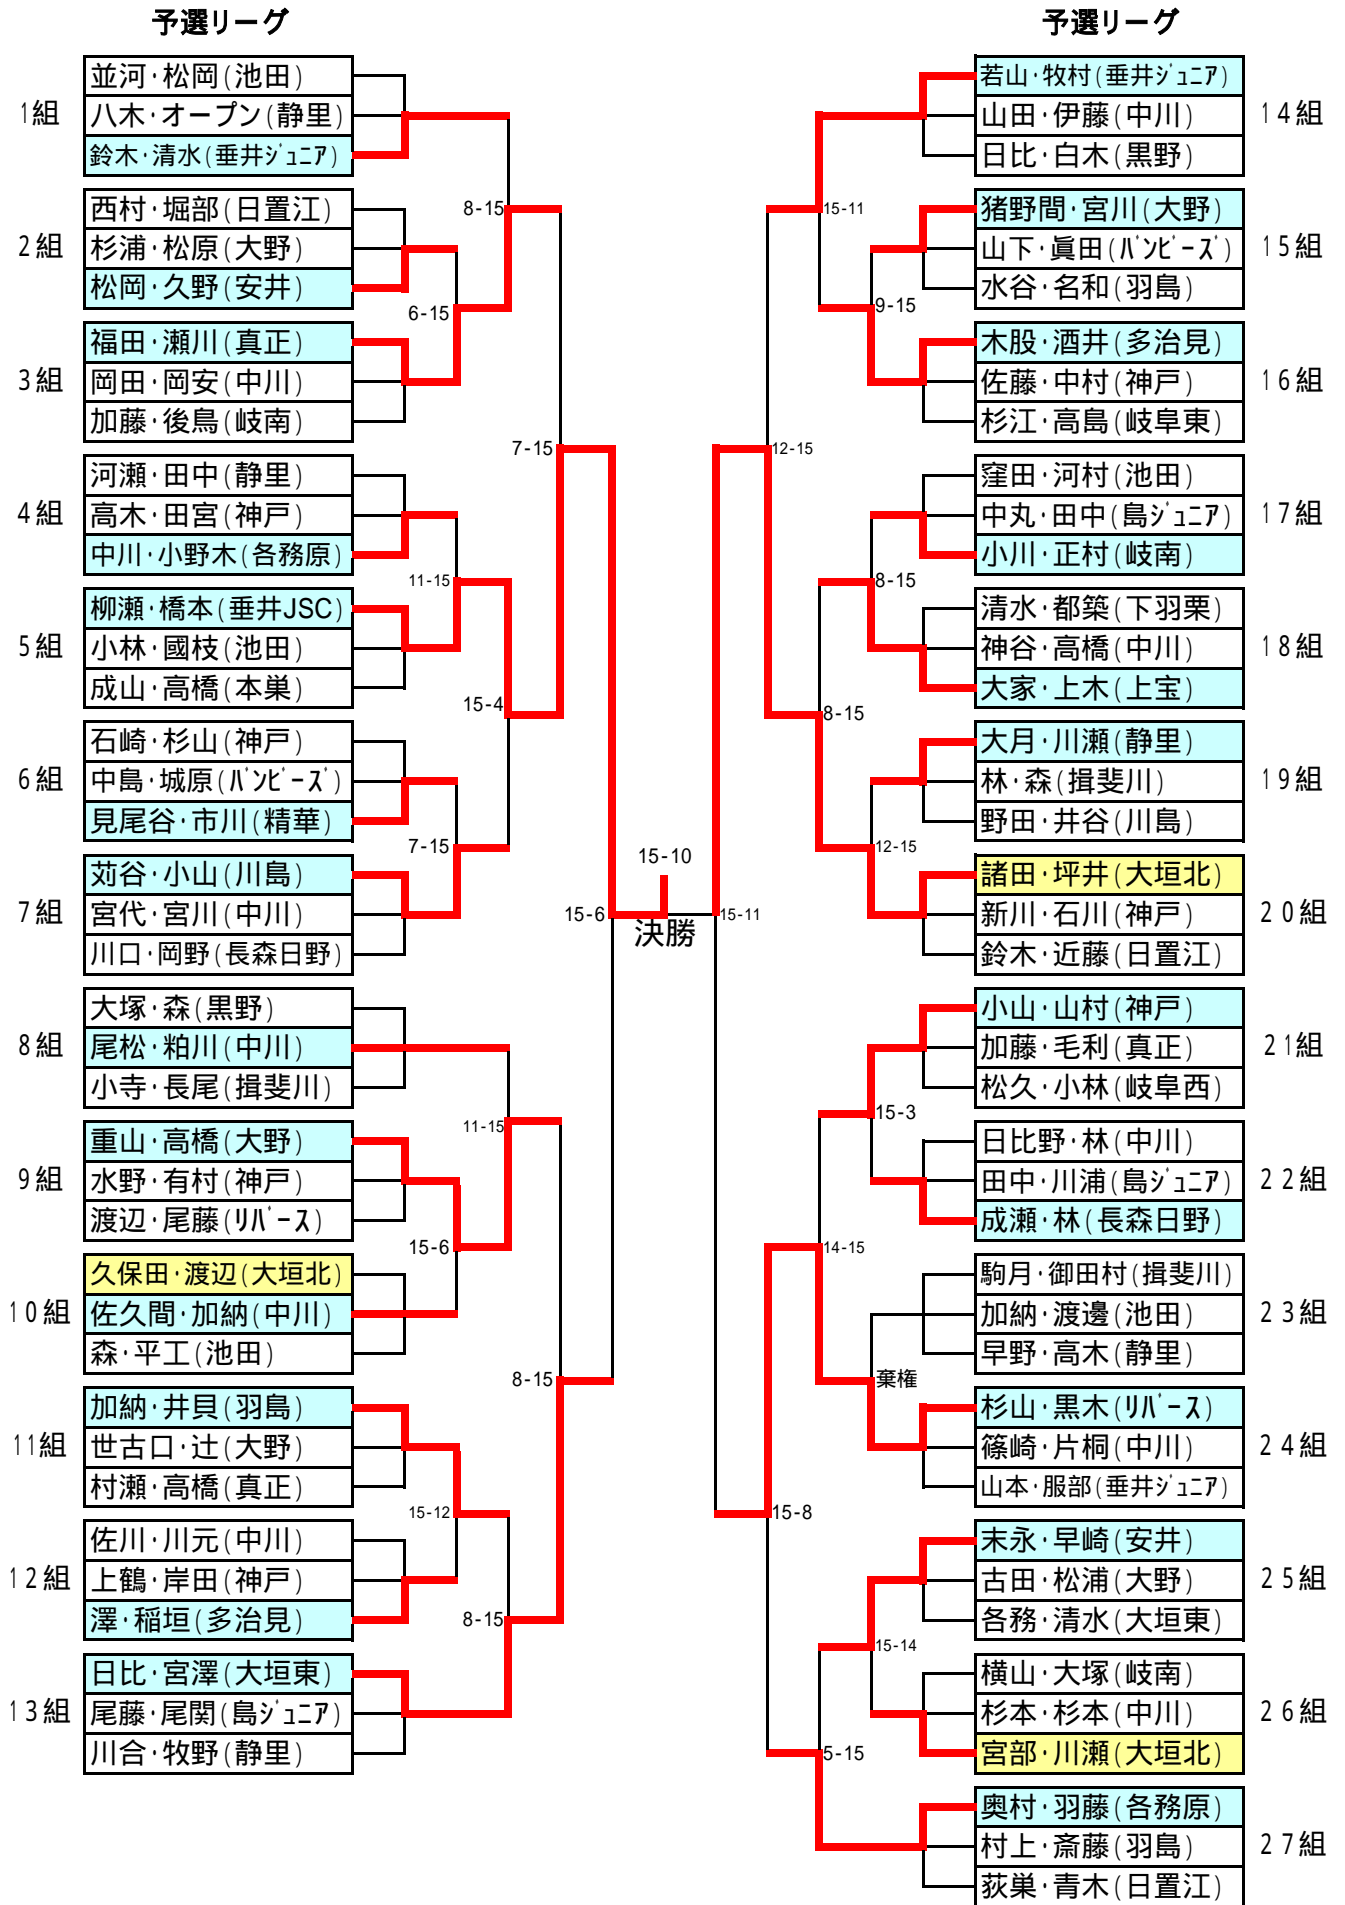 予選リーグ
1組
並河・松岡(池田)
八木・オープン(静里)
鈴木・清水(垂井ジュニア)
2組
西村・堀部(日置江)
杉浦・松原(大野)
松岡・久野(安井)
3組
福田・瀬川(真正)
岡田・岡安(中川)
加藤・後鳥(岐南)
4組
河瀬・田中(静里)
高木・田宮(神戸)
中川・小野木(各務原)
5組
柳瀬・橋本(垂井JSC)
小林・國枝(池田)
成山・高橋(本巣)
6組
石崎・杉山(神戸)
中島・城原(バンビーズ)
見尾谷・市川(精華)
7組
苅谷・小山(川島)
宮代・宮川(中川)
川口・岡野(長森日野)
8組
大塚・森(黒野)
尾松・粕川(中川)
小寺・長尾(揖斐川)
9組
重山・高橋(大野)
水野・有村(神戸)
渡辺・尾藤(リバース)
10組
久保田・渡辺(大垣北)
佐久間・加納(中川)
森・平工(池田)
11組
加納・井貝(羽島)
世古口・辻(大野)
村瀬・高橋(真正)
12組
佐川・川元(中川)
上鶴・岸田(神戸)
澤・稲垣(多治見)
13組
日比・宮澤(大垣東)
尾藤・尾関(島ジュニア)
川合・牧野(静里)
8-15
6-15
7-15
11-15
15-4
7-15
11-15
15-6
8-15
15-12
8-15
15-6
15-10
決勝
15-11
15-11
9-15
12-15
8-15
8-15
12-15
15-3
14-15
棄権
15-8
15-14
5-15
予選リーグ
若山・牧村(垂井ジュニア)
山田・伊藤(中川)
日比・白木(黒野)
14組
猪野間・宮川(大野)
山下・眞田(バンビーズ)
水谷・名和(羽島)
15組
木股・酒井(多治見)
佐藤・中村(神戸)
杉江・高島(岐阜東)
16組
窪田・河村(池田)
中丸・田中(島ジュニア)
小川・正村(岐南)
17組
清水・都築(下羽栗)
神谷・高橋(中川)
大家・上木(上宝)
18組
大月・川瀬(静里)
林・森(揖斐川)
野田・井谷(川島)
19組
諸田・坪井(大垣北)
新川・石川(神戸)
鈴木・近藤(日置江)
20組
小山・山村(神戸)
加藤・毛利(真正)
松久・小林(岐阜西)
21組
日比野・林(中川)
田中・川浦(島ジュニア)
成瀬・林(長森日野)
22組
駒月・御田村(揖斐川)
加納・渡邊(池田)
早野・高木(静里)
23組
杉山・黒木(リバース)
篠崎・片桐(中川)
山本・服部(垂井ジュニア)
24組
末永・早崎(安井)
古田・松浦(大野)
各務・清水(大垣東)
25組
横山・大塚(岐南)
杉本・杉本(中川)
宮部・川瀬(大垣北)
26組
奥村・羽藤(各務原)
村上・斎藤(羽島)
荻巣・青木(日置江)
27組